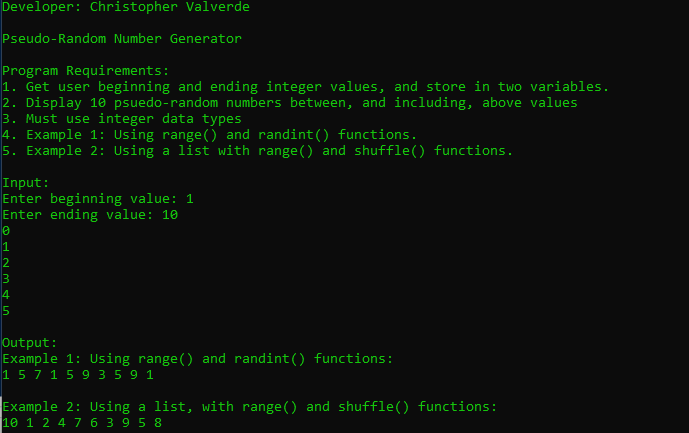 Developer: Christopher Valverde
Pseudo-Random Number Generator
Program Requirements:
1. Get user beginning and ending integer values, and store in two variables.
2. Display 10 psuedo-random numbers between, and including, above values
3. Must use integer data types
4. Example 1: Using range() and randint() functions.
5. Example 2: Using a list with range() and shuffle() functions.
Input:
Enter beginning value: 1
Enter ending value: 10
0
1
2
3
4
5
Output:
Example 1: Using range() and randint() functions:
1 5 7 1 5 9 3 5 9 1
Example 2: Using a list, with range() and shuffle() functions:
10 1 2 4 7 6 3 9 5 8